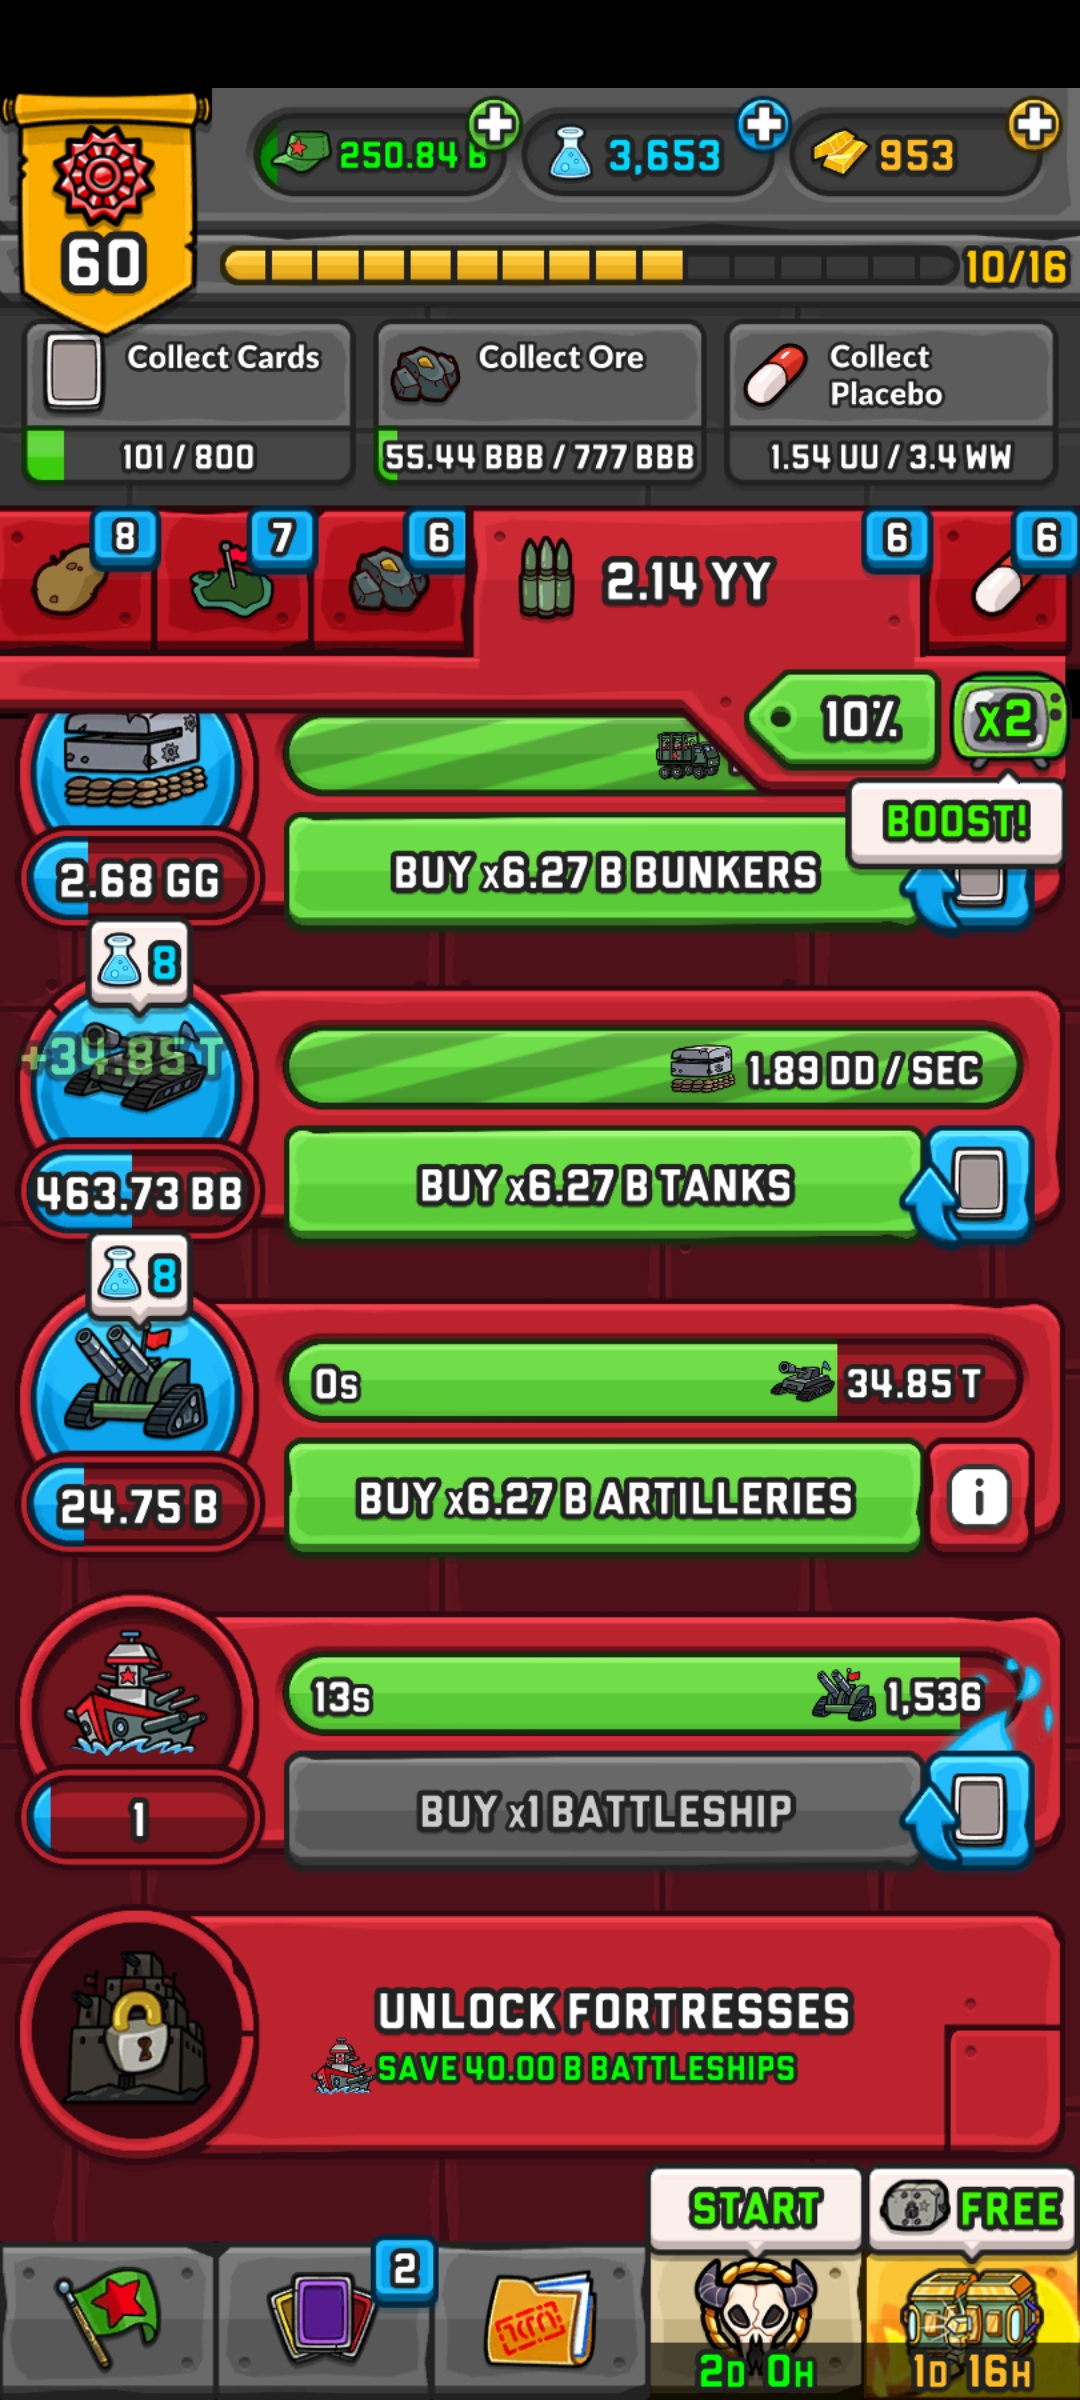 250.84 B
3,653
953
60
10/16
Collect Cards
101 / 800
Collect Ore
55.44 BBB / 777 BBB
Collect
Placebo
1.54 UU / 3.4 WW
8
7
6
2.14 YY
6
6
10%
x2
BOOST!
2.68 GG
BUY x6.27 B BUNKERS
8
+34.85 T
1.89 DD / SEC
463.73 BB
BUY x6.27 B TANKS
8
0s
34.85 T
24.75 B
BUY x6.27 B ARTILLERIES
i
13s
1,536
1
BUY x1 BATTLESHIP
UNLOCK FORTRESSES
SAVE 40.00 B BATTLESHIPS
START
FREE
2
2D 0H
1D 16H